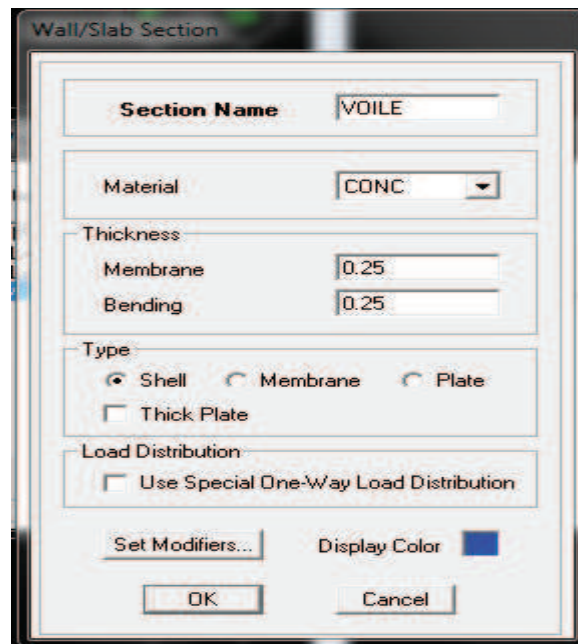 Wall/Slab Section
Section Name VOILE
Material CONC
Thickness
Membrane 0.25
Bending 0.25
Type
Shell Membrane Plate
Thick Plate
Load Distribution
Use Special One-Way Load Distribution
Set Modifiers... Display Color
OK Cancel